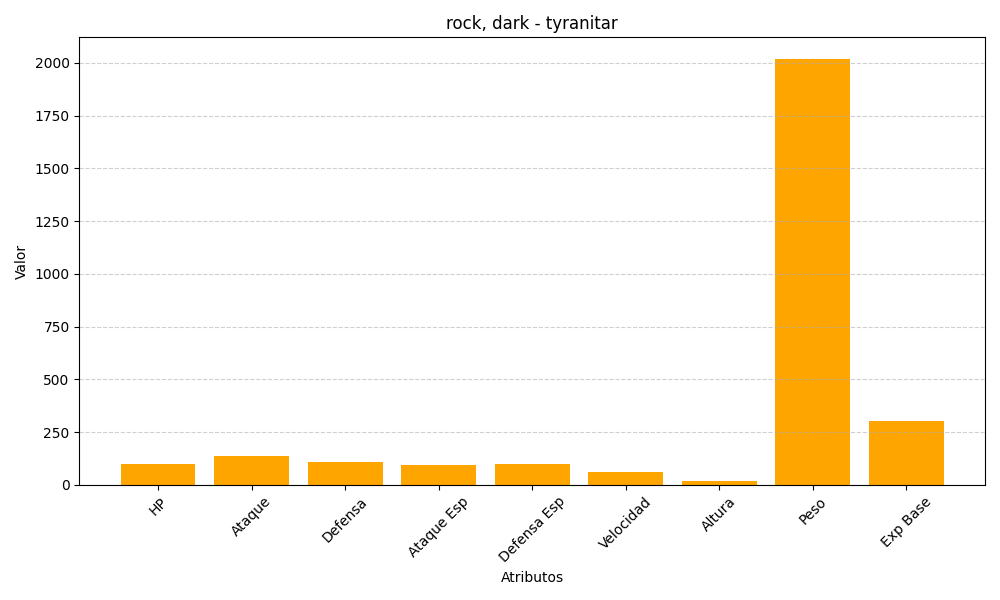 rock, dark - tyranitar
Valor
2000
1750
1500
1250
1000
750
500
250
0
HP
Ataque
Defensa
Ataque Esp
Defensa Esp
Velocidad
Altura
Peso
Exp Base
Atributos